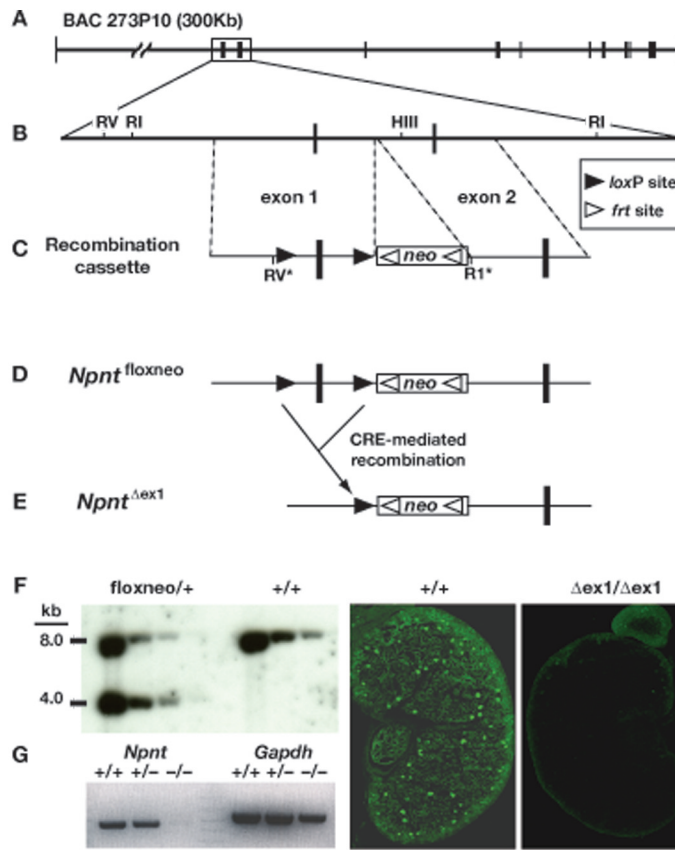 A BAC 273P10 (300Kb)
B RV RI HIII RI
exon 1 exon 2
loxP site
frt site
C Recombination cassette
RV* neo R1*
D Npnt floxneo neo
CRE-mediated
recombination
E Npnt Δex1 neo
F floxneo/+ +/+ +/+ Δex1/Δex1
kb
8.0
4.0
G Npnt Gapdh
+/+ +/− −/− +/+ +/− −/−